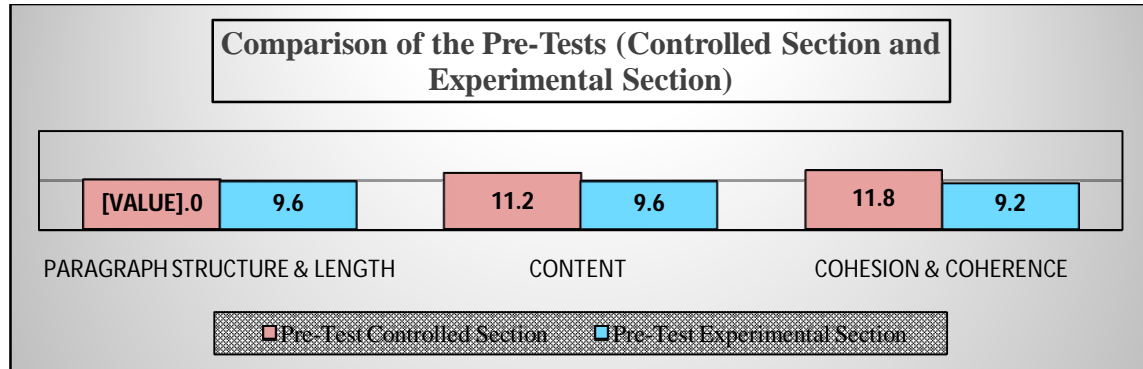 Comparison of the Pre-Tests (Controlled Section and
Experimental Section)
[VALUE].0 9.6 11.2 9.6 11.8 9.2
PARAGRAPH STRUCTURE & LENGTH CONTENT COHESION & COHERENCE
Pre-Test Controlled Section Pre-Test Experimental Section